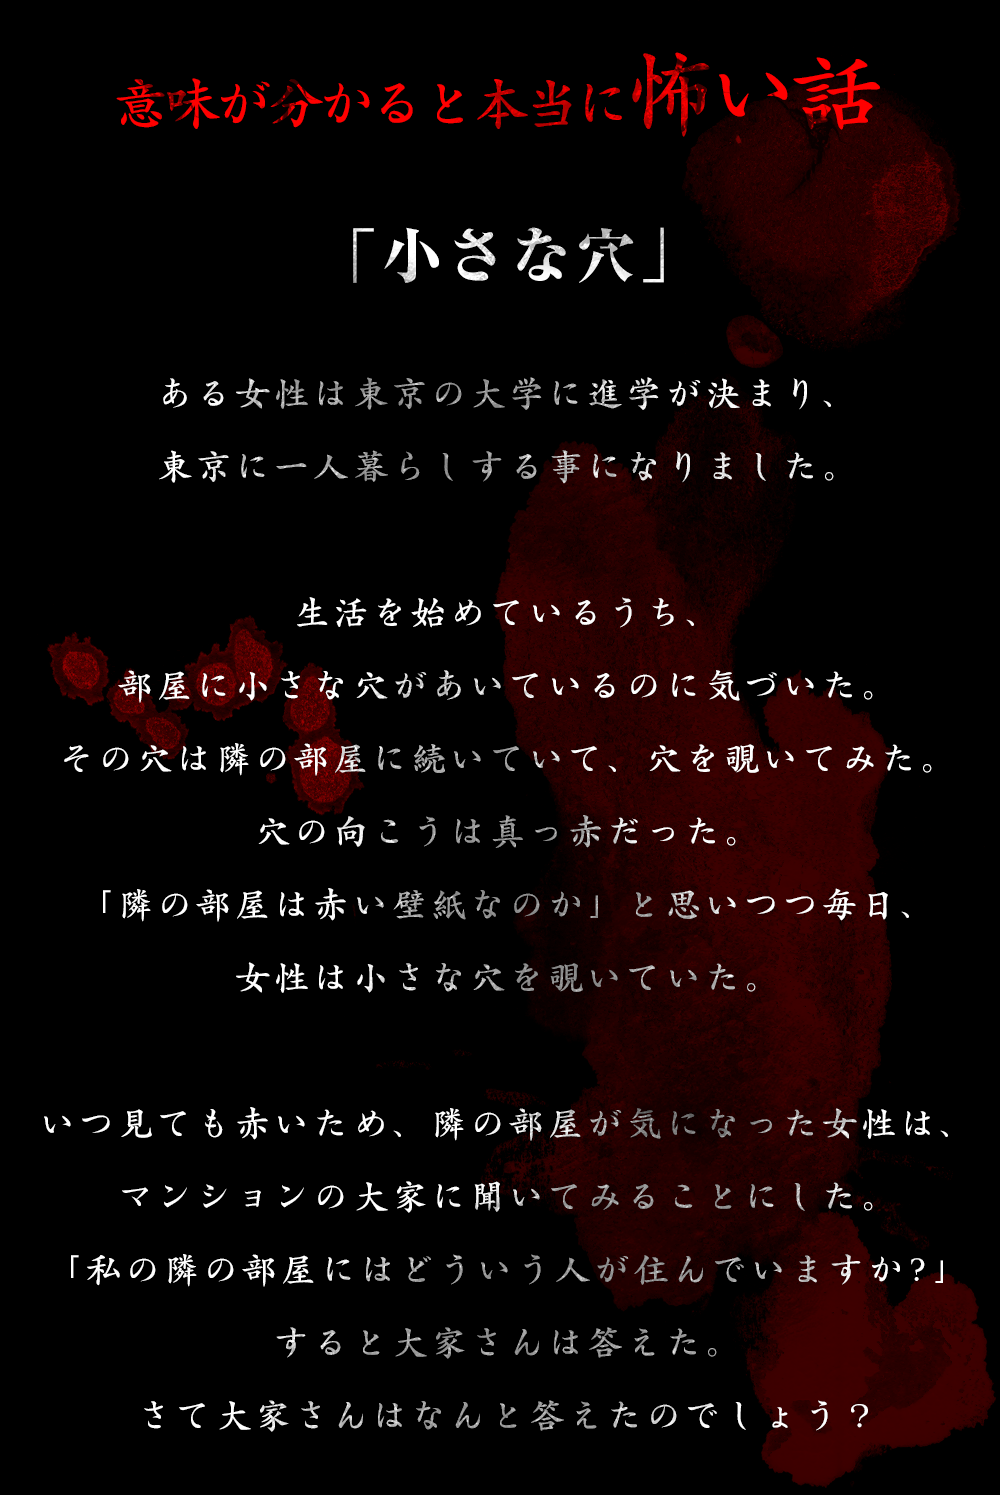 意味が分かると本当に怖い話
「小さな穴」
ある女性は東京の大学に進学が決まり、
東京に一人暮らしする事になりました。
生活を始めているうち、
部屋に小さな穴があいているのに気づいた。
その穴は隣の部屋に続いていて、穴を覗いてみた。
穴の向こうは真っ赤だった。
「隣の部屋は赤い壁紙なのか」と思いつつ毎日、
女性は小さな穴を覗いていた。
いつ見ても赤いため、隣の部屋が気になった女性は、
マンションの大家に聞いてみることにした。
「私の隣の部屋にはどういう人が住んでいますか?」
すると大家さんは答えた。
さて大家さんはなんと答えたのでしょう？